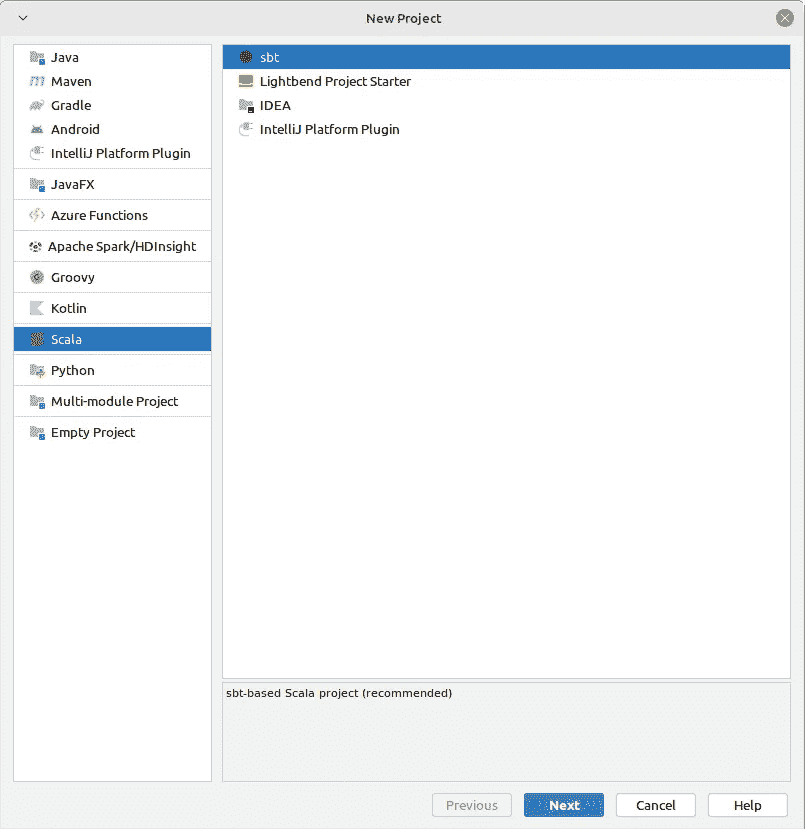 New Project
Java
Maven
Gradle
Android
IntelliJ Platform Plugin
JavaFX
Azure Functions
Apache Spark/HDInsight
Groovy
Kotlin
Scala
Python
Multi-module Project
Empty Project
sbt
Lightbend Project Starter
IDEA
IntelliJ Platform Plugin
sbt-based Scala project (recommended)
Previous
Next
Cancel
Help